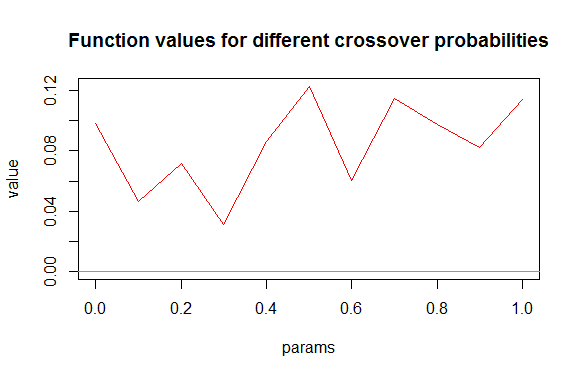 Function values for different crossover probabilities
value
0.12
0.08
0.04
0.00
0.0 0.2 0.4 0.6 0.8 1.0
params